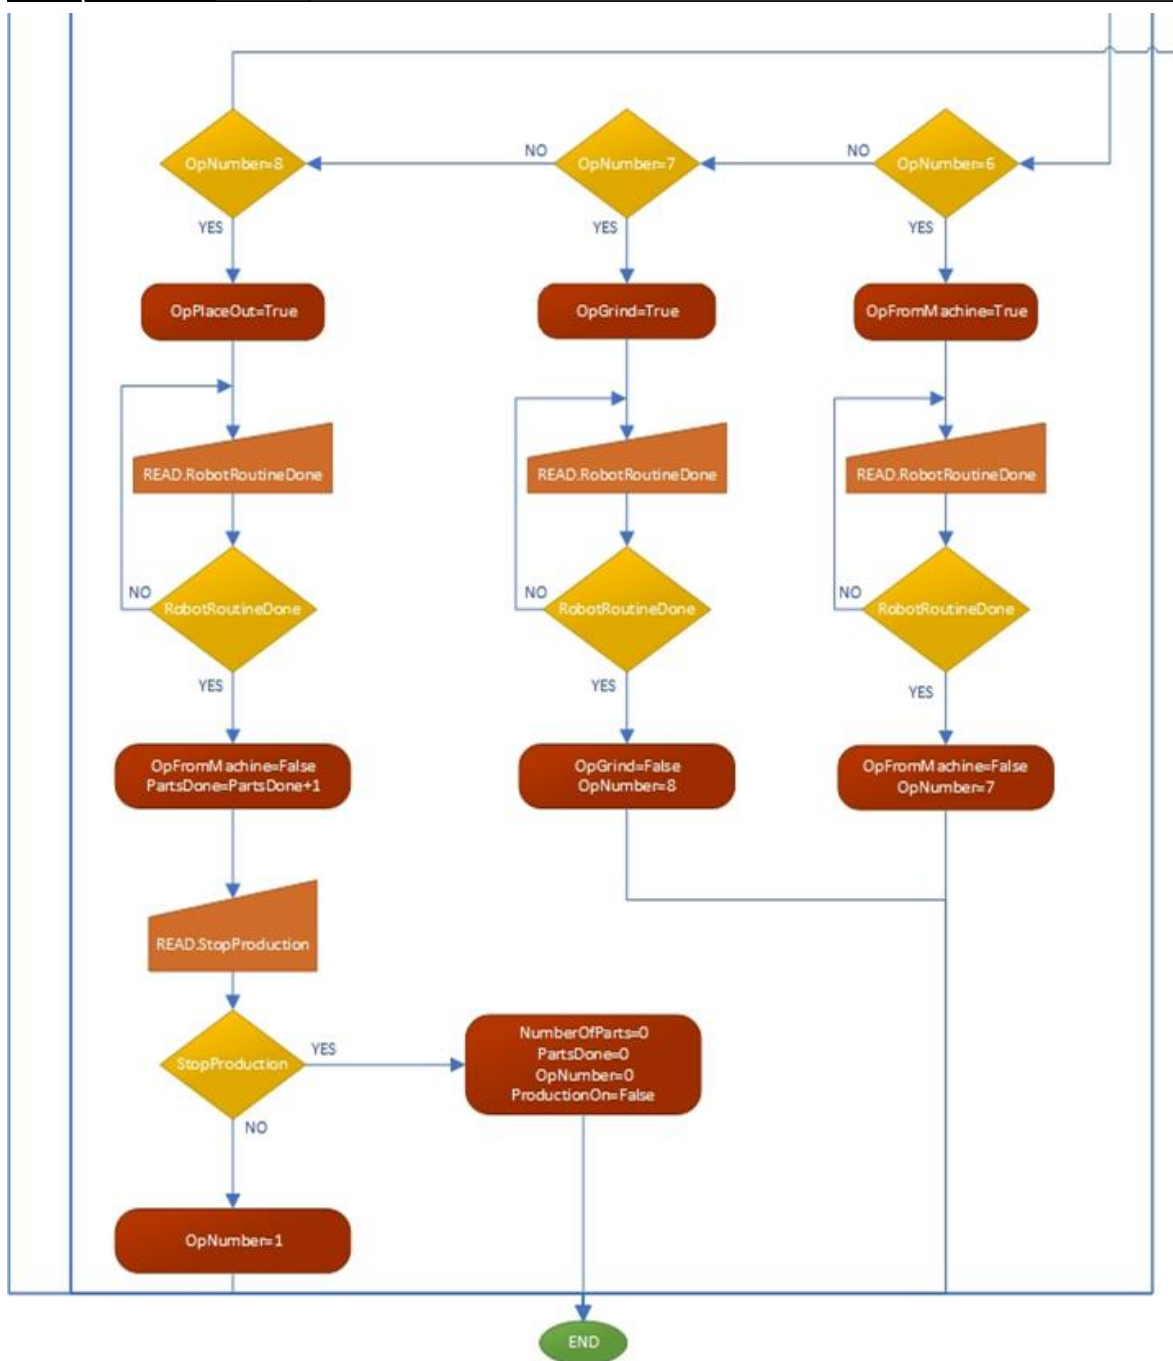 OpNumber=8
NO
OpNumber=7
NO
OpNumber=6
YES
YES
YES
OpPlaceOut=True
OpGrind=True
OpFromMachine=True
READ.RobotRoutineDone
READ.RobotRoutineDone
READ.RobotRoutineDone
NO
RobotRoutineDone
NO
RobotRoutineDone
NO
RobotRoutineDone
YES
YES
YES
OpFromMachine=False
PartsDone=PartsDone+1
OpGrind=False
OpNumber=8
OpFromMachine=False
OpNumber=7
READ.StopProduction
StopProduction
YES
NumberOfParts=0
PartsDone=0
OpNumber=0
ProductionOn=False
NO
OpNumber=1
END